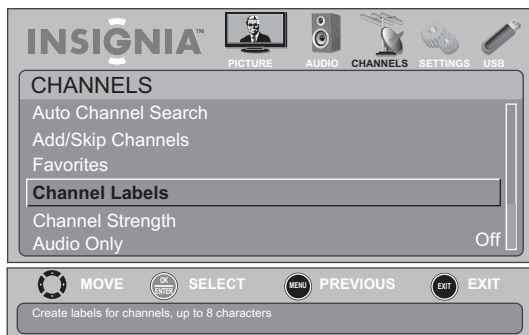 INSIGNIA™
PICTURE AUDIO CHANNELS SETTINGS USB
CHANNELS
Auto Channel Search
Add/Skip Channels
Favorites
Channel Labels
Channel Strength
Audio Only Off
MOVE OK ENTER SELECT MENU PREVIOUS EXIT EXIT
Create labels for channels, up to 8 characters